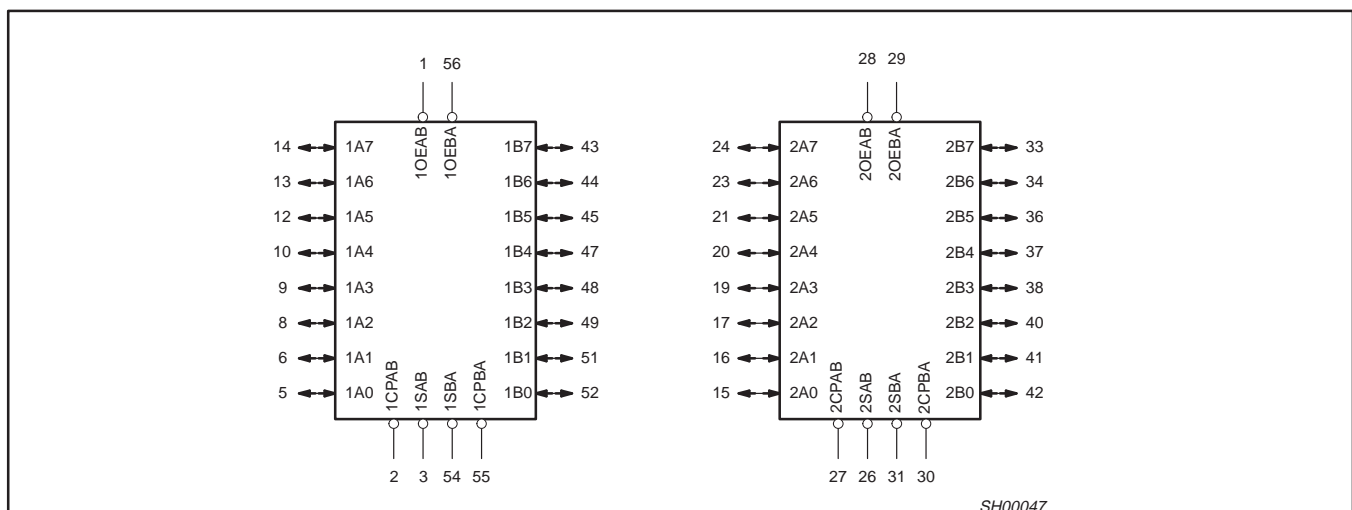 1 56
28 29
1OEAB
1OEBA
2OEAB
2OEBA
14 1A7 1B7 43
24 2A7 2B7 33
13 1A6 1B6 44
23 2A6 2B6 34
12 1A5 1B5 45
21 2A5 2B5 36
10 1A4 1B4 47
20 2A4 2B4 37
9 1A3 1B3 48
19 2A3 2B3 38
8 1A2 1B2 49
17 2A2 2B2 40
6 1A1 1B1 51
16 2A1 2B1 41
5 1A0 1B0 52
15 2A0 2B0 42
1CPAB
1SAB
1SBA
1CPBA
2CPAB
2SAB
2SBA
2CPBA
2 3 54 55
27 26 31 30
SH00047